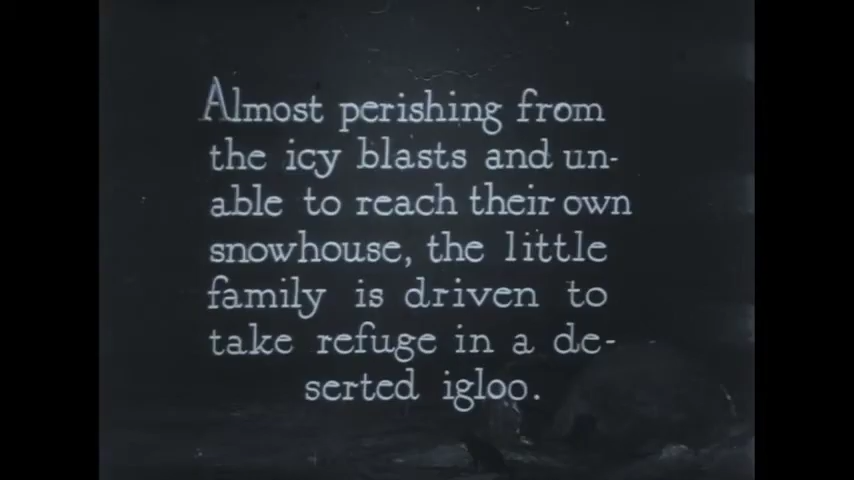 Almost perishing from
the icy blasts and un-
able to reach their own
snowhouse, the little
family is driven to
take refuge in a de-
serted igloo.